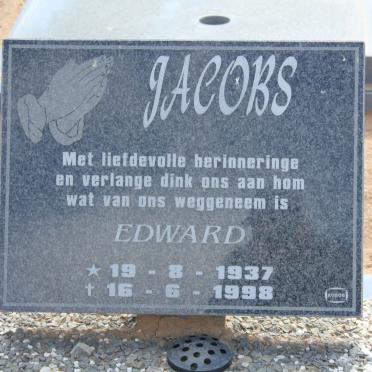 JACOBS
Met liefdevolle herinneringe
en verlange dink ons aan hom
wat van ons weggeneem is
EDWARD
★ 19 - 8 - 1937
† 16 - 6 - 1998